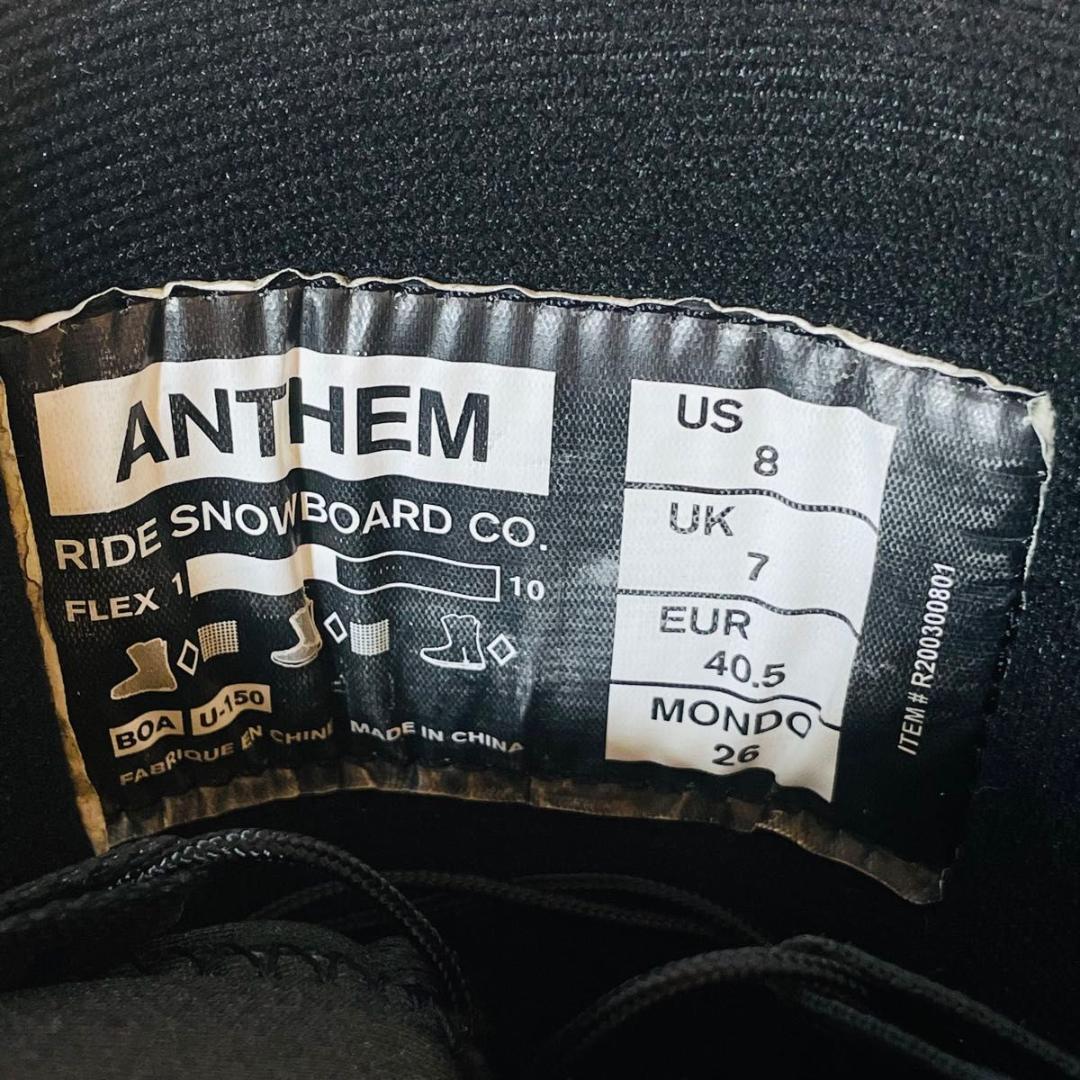 ANTHEM
RIDE SNOWBOARD CO.
FLEX 1 10
BOA U-150
FABRIQUE EN CHINE MADE IN CHINA
US
8
UK
7
EUR
40.5
MONDO
26
ITEM# R200300801